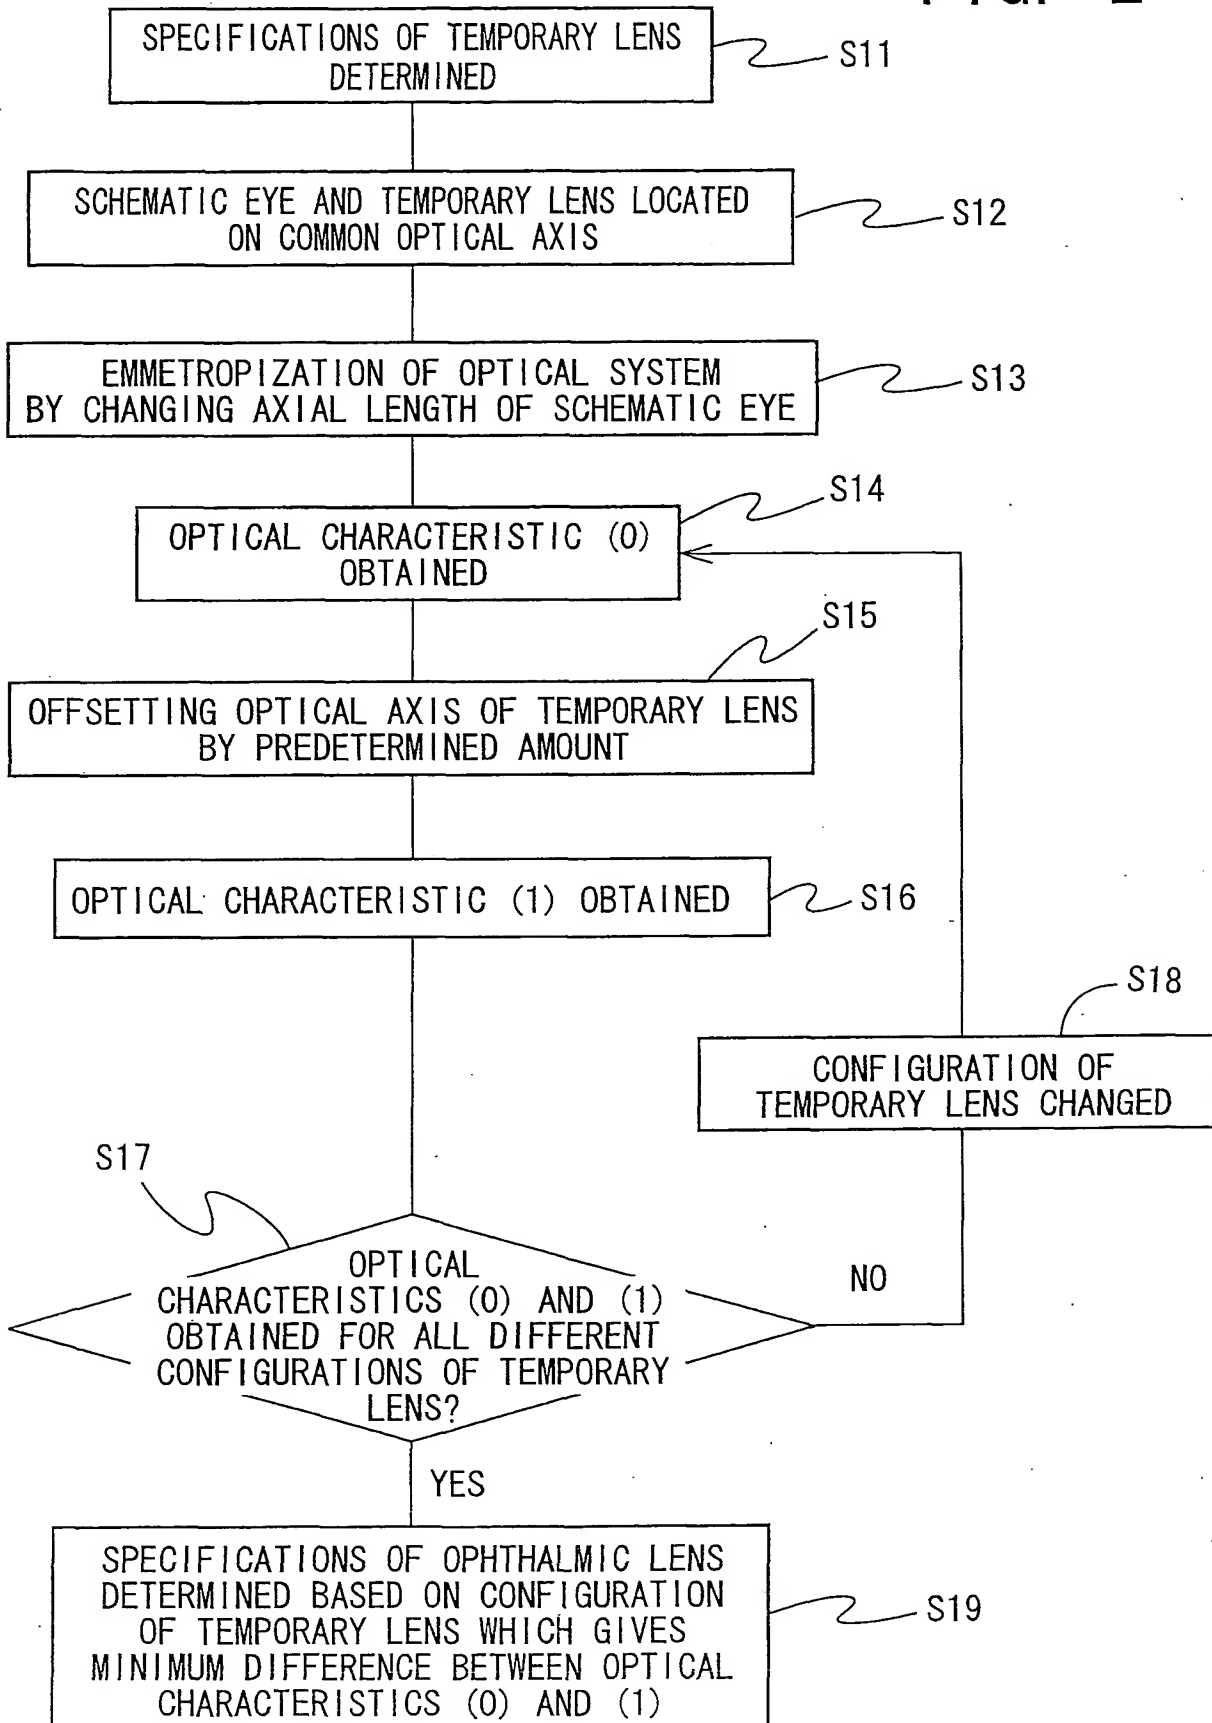 SPECIFICATIONS OF TEMPORARY LENS
DETERMINED
S11
SCHEMATIC EYE AND TEMPORARY LENS LOCATED
ON COMMON OPTICAL AXIS
S12
EMMETROPIZATION OF OPTICAL SYSTEM
BY CHANGING AXIAL LENGTH OF SCHEMATIC EYE
S13
S14
OPTICAL CHARACTERISTIC (0)
OBTAINED
S15
OFFSETTING OPTICAL AXIS OF TEMPORARY LENS
BY PREDETERMINED AMOUNT
OPTICAL CHARACTERISTIC (1) OBTAINED
S16
S18
CONFIGURATION OF
TEMPORARY LENS CHANGED
S17
OPTICAL
CHARACTERISTICS (0) AND (1)
OBTAINED FOR ALL DIFFERENT
CONFIGURATIONS OF TEMPORARY
LENS?
NO
YES
SPECIFICATIONS OF OPHTHALMIC LENS
DETERMINED BASED ON CONFIGURATION
OF TEMPORARY LENS WHICH GIVES
MINIMUM DIFFERENCE BETWEEN OPTICAL
CHARACTERISTICS (0) AND (1)
S19